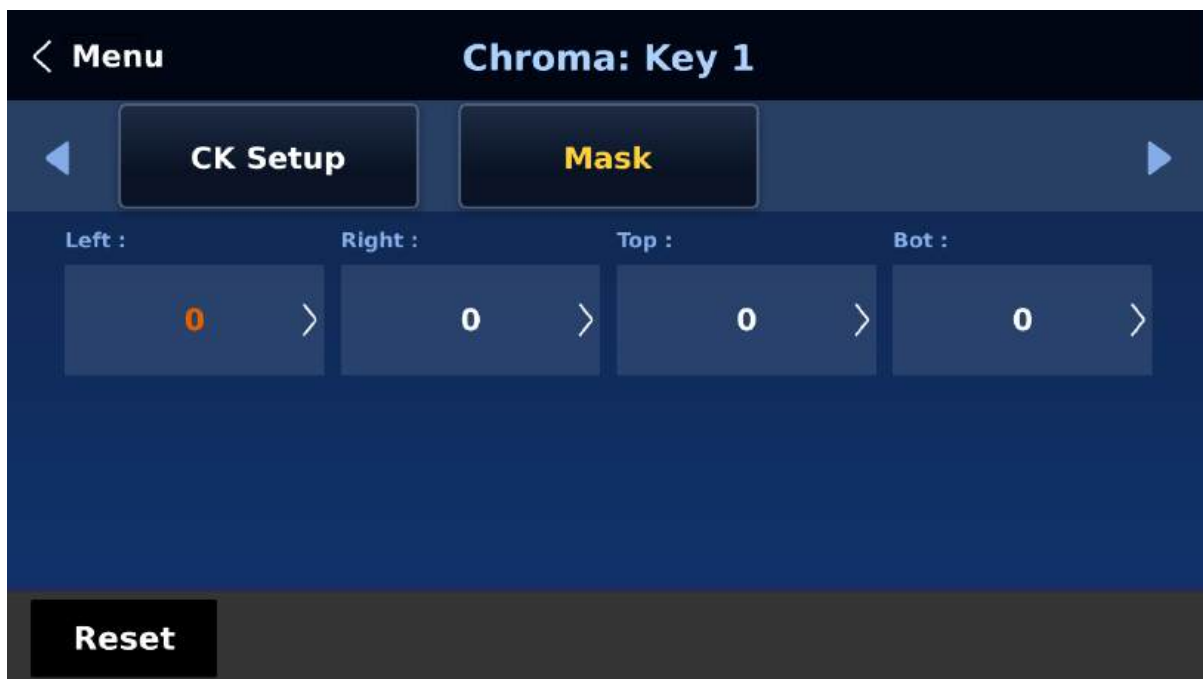 Menu
Chroma: Key 1
CK Setup
Mask
Left :
Right :
Top :
Bot :
0
0
0
0
Reset